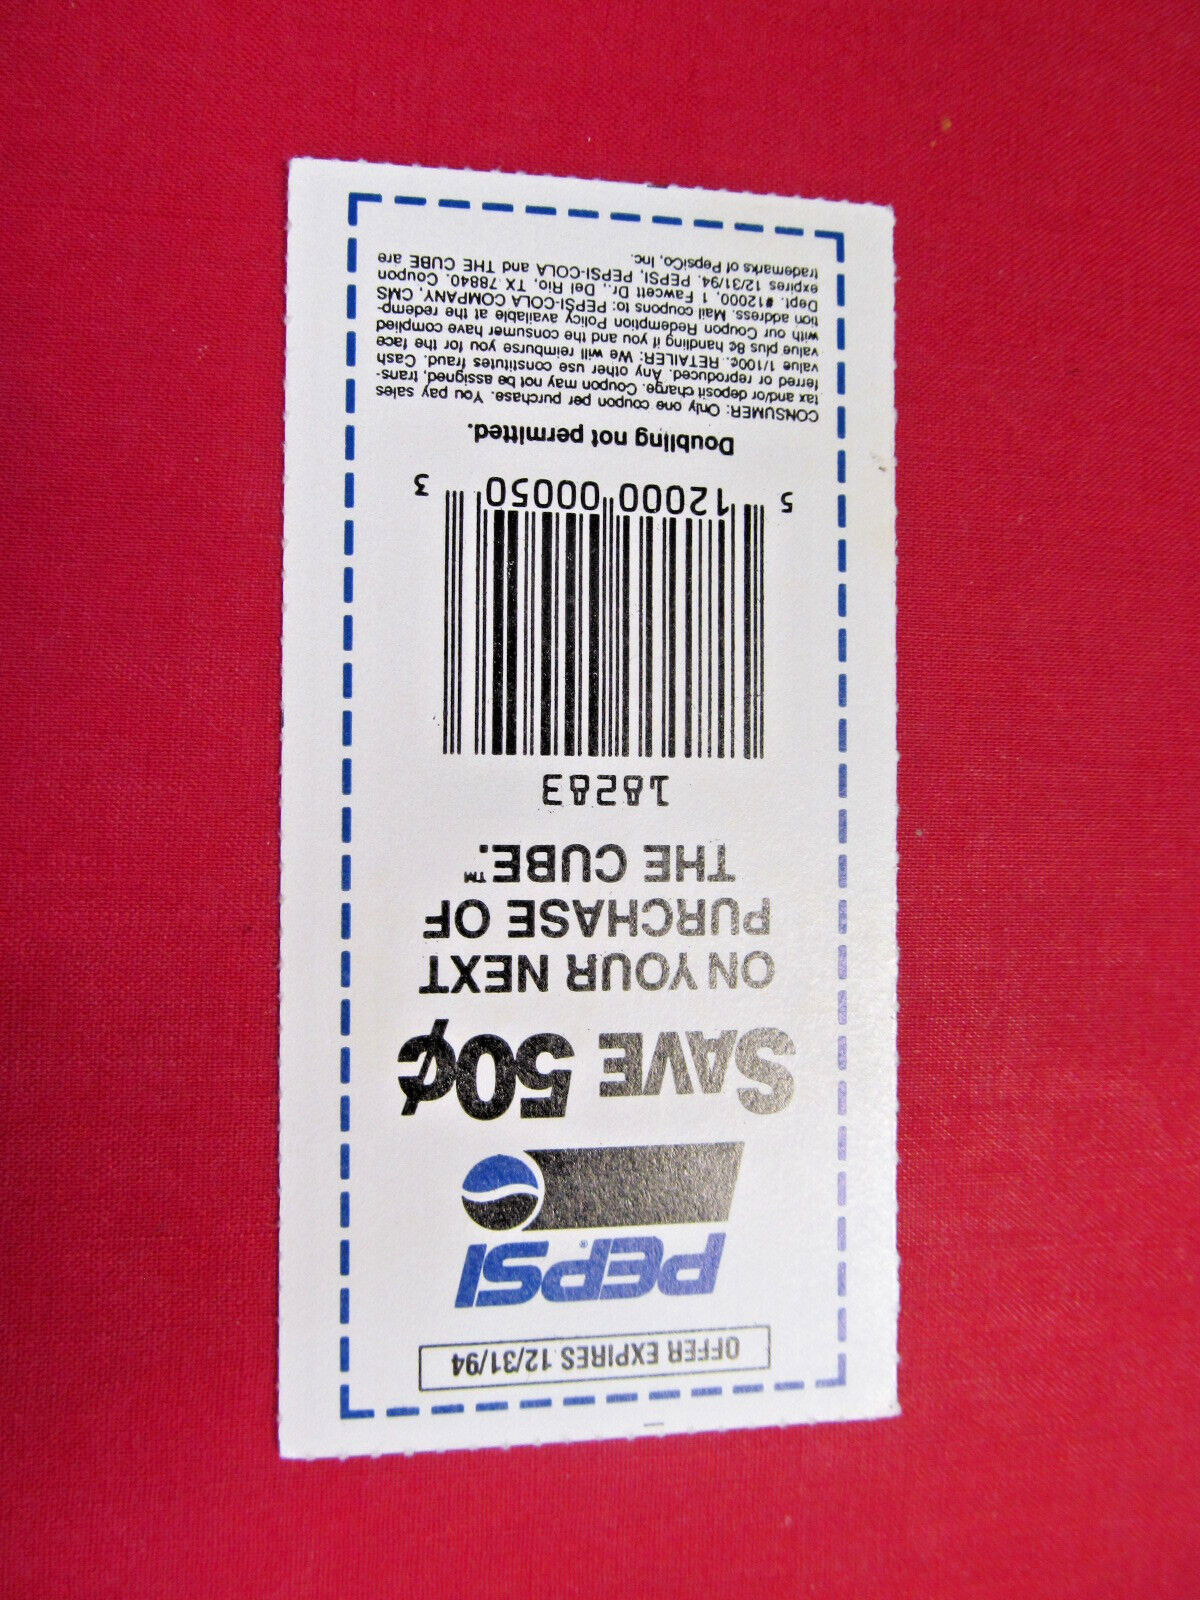 OFFER EXPIRES 12/31/94
PEPSI®
SAVE 50¢
ON YOUR NEXT
PURCHASE OF
THE CUBE.™
18283
5 12000 00050 3
Doubling not permitted.
CONSUMER: Only one coupon per purchase. You pay sales
tax and/or deposit charge. Coupon may not be assigned, trans-
ferred or reproduced. Any other use constitutes fraud. Cash
value 1/100¢. RETAILER: We will reimburse you for the face
value plus 8¢ handling if you and the consumer have complied
with our Coupon Redemption Policy available at the redemp-
tion address. Mail coupons to: PEPSI-COLA COMPANY, CMS
Dept. #12000, 1 Fawcett Dr., Del Rio, TX 78840. Coupon
expires 12/31/94. PEPSI, PEPSI-COLA and THE CUBE are
trademarks of PepsiCo, Inc.